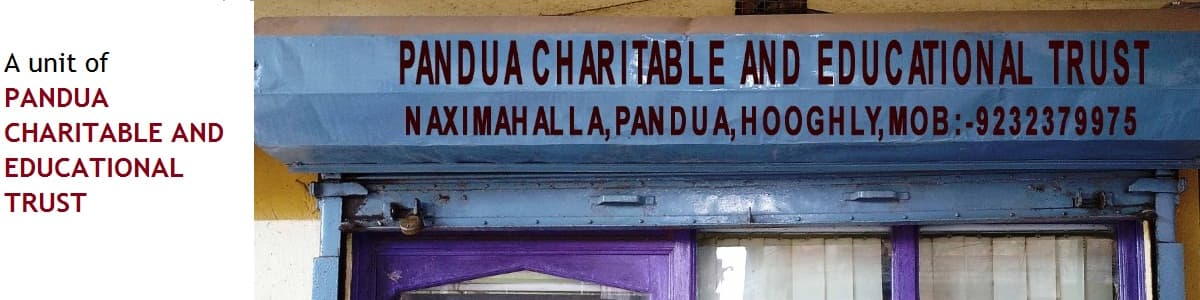 A unit of
PANDUA
CHARITABLE AND
EDUCATIONAL
TRUST
PANDUA CHARITABLE AND EDUCATIONAL TRUST
NAXIMAHALLA,PANDUA,HOOGHLY,MOB:-9232379975